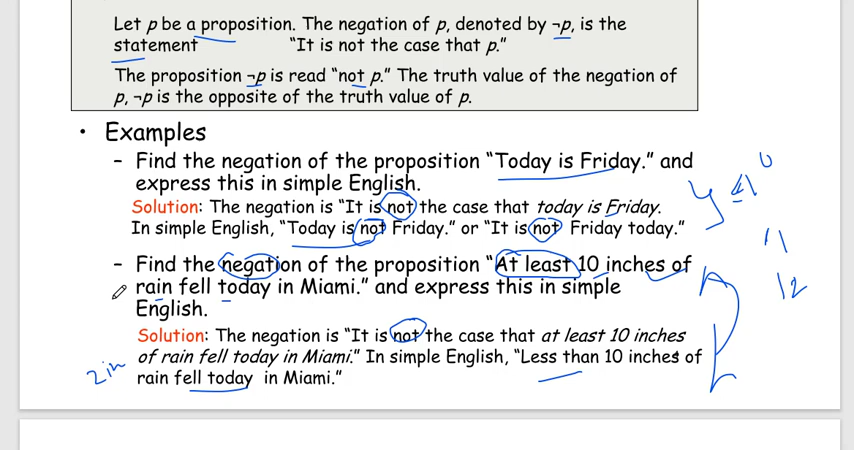 Let p be a proposition. The negation of p, denoted by ¬p, is the
statement "It is not the case that p."
The proposition ¬p is read "not p." The truth value of the negation of
p, ¬p is the opposite of the truth value of p.
• Examples
– Find the negation of the proposition "Today is Friday." and
express this in simple English.
Solution: The negation is "It is not the case that today is Friday.
In simple English, "Today is not Friday." or "It is not Friday today."
– Find the negation of the proposition "At least 10 inches of
rain fell today in Miami." and express this in simple
English.
11
12
Solution: The negation is "It is not the case that at least 10 inches
of rain fell today in Miami." In simple English, "Less than 10 inches of
rain fell today in Miami."
2 in